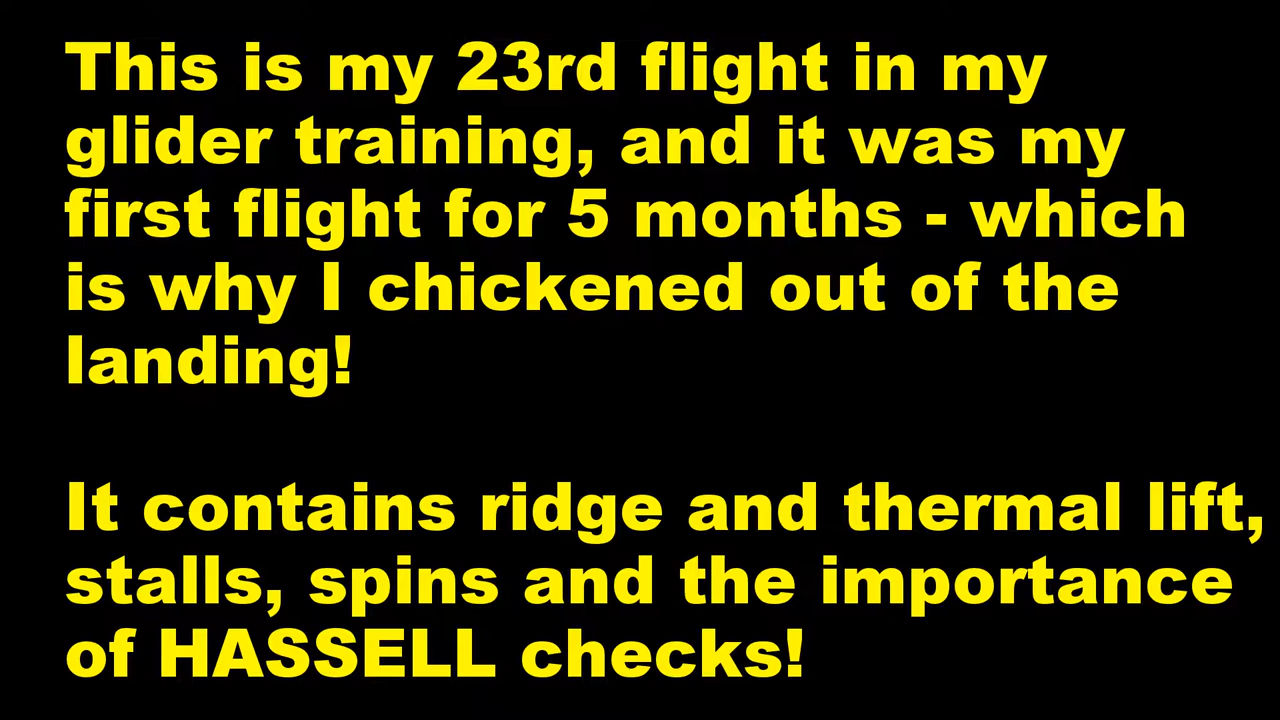 This is my 23rd flight in my
glider training, and it was my
first flight for 5 months - which
is why I chickened out of the
landing!
It contains ridge and thermal lift,
stalls, spins and the importance
of HASSELL checks!